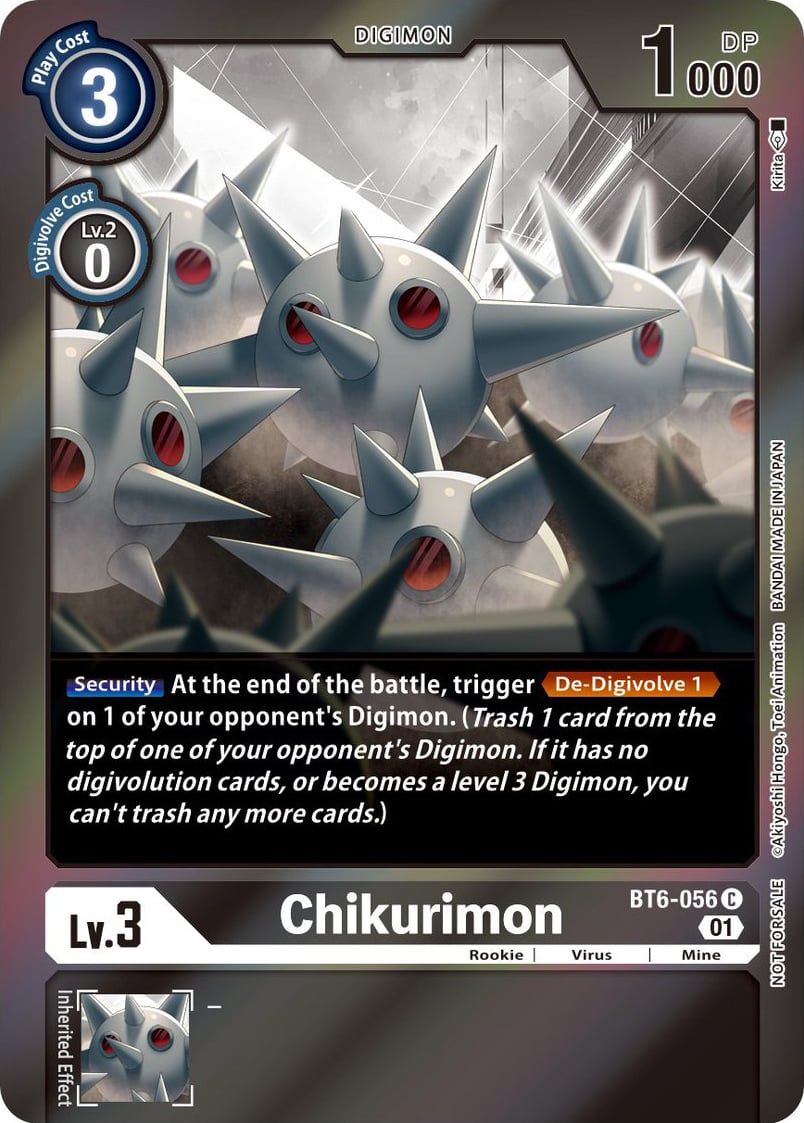 DIGIMON
Play Cost
3
DP
1000
Digivolve Cost
Lv.2
0
Kirita
Security At the end of the battle, trigger De-Digivolve 1
on 1 of your opponent's Digimon. (Trash 1 card from the
top of one of your opponent's Digimon. If it has no
digivolution cards, or becomes a level 3 Digimon, you
can't trash any more cards.)
©Akiyoshi Hongo, Toei Animation BANDAI MADE IN JAPAN
NOT FOR SALE
Lv.3
Chikurimon
BT6-056 C
01
Rookie | Virus | Mine
Inherited Effect
–